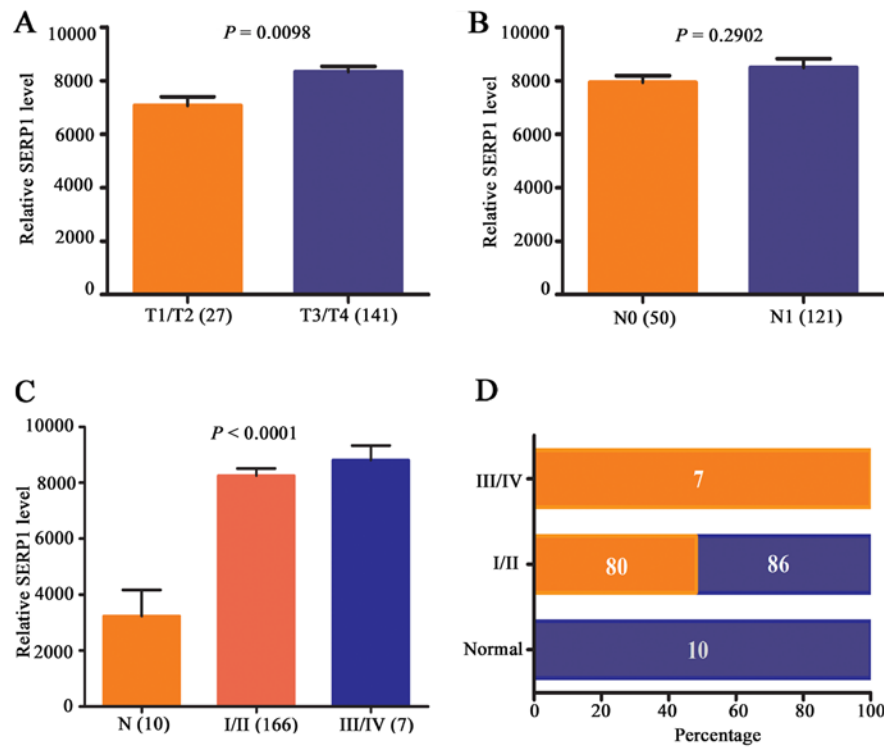 A
P = 0.0098
Relative SERP1 level
10000
8000
6000
4000
2000
0
T1/T2 (27)
T3/T4 (141)
B
P = 0.2902
Relative SERP1 level
10000
8000
6000
4000
2000
0
N0 (50)
N1 (121)
C
P < 0.0001
Relative SERP1 level
10000
8000
6000
4000
2000
0
N (10)
I/II (166)
III/IV (7)
D
III/IV
7
I/II
80
86
Normal
10
0
20
40
60
80
100
Percentage